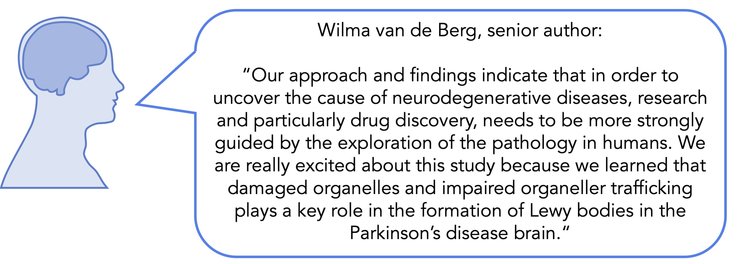 Wilma van de Berg, senior author:
“Our approach and findings indicate that in order to
uncover the cause of neurodegenerative diseases, research
and particularly drug discovery, needs to be more strongly
guided by the exploration of the pathology in humans. We
are really excited about this study because we learned that
damaged organelles and impaired organeller trafficking
plays a key role in the formation of Lewy bodies in the
Parkinson’s disease brain.“